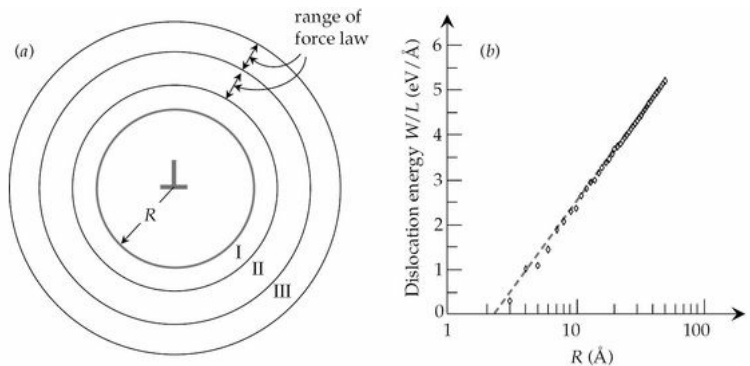 (a)
range of
force law
R
I
II
III
(b)
Dislocation energy W/L (eV/Å)
6
5
4
3
2
1
0
1
10
100
R (Å)